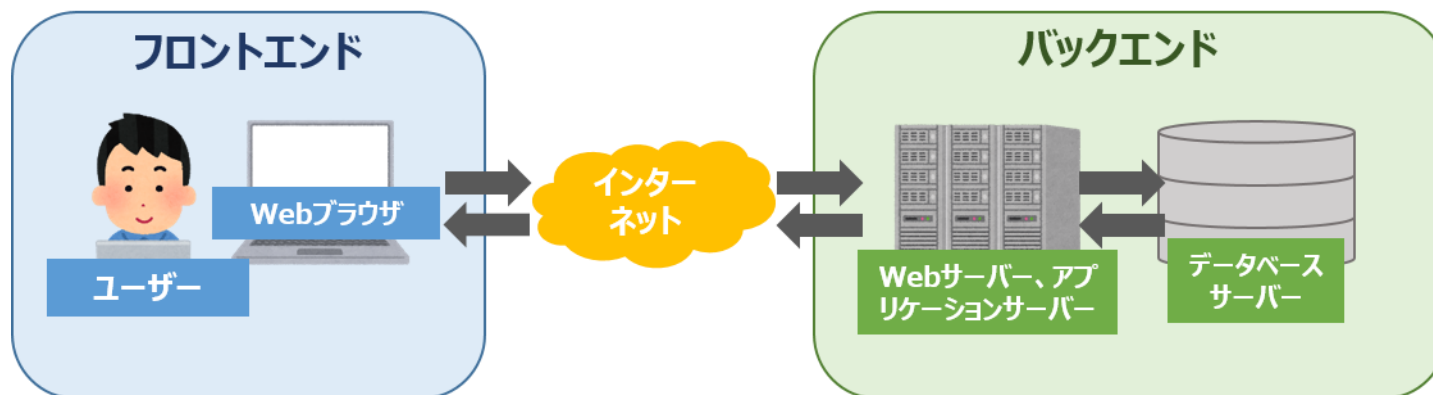 フロントエンド
バックエンド
インター
ネット
Webブラウザ
ユーザー
Webサーバー、アプ
リケーションサーバー
データベース
サーバー